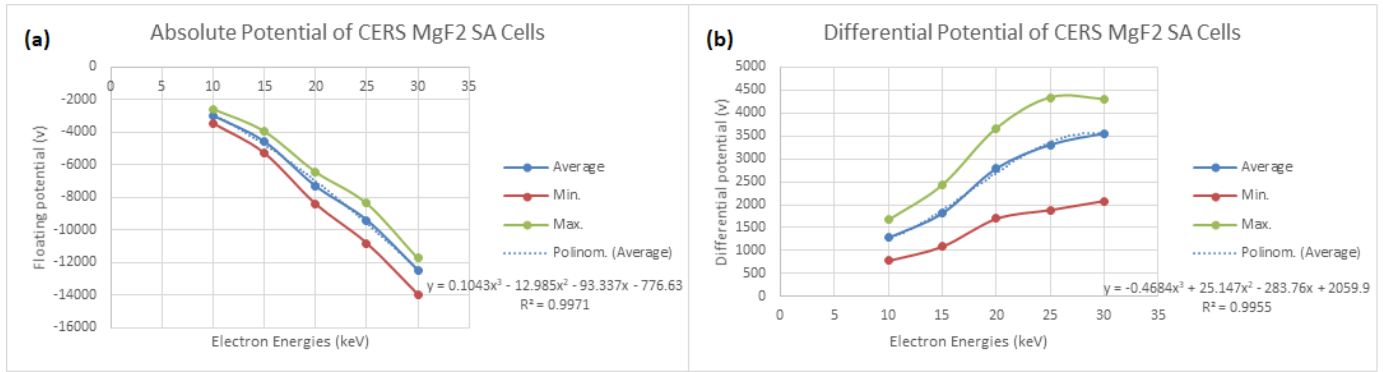 (a)
Absolute Potential of CERS MgF2 SA Cells
0
0 5 10 15 20 25 30 35
-2000
-4000
-6000
-8000
-10000
-12000
-14000
-16000
Floating potential (v)
Electron Energies (keV)
Average
Min.
Max.
Polinom. (Average)
y = 0.1043x³ - 12.985x² - 93.337x - 776.63
R² = 0.9971
(b)
Differential Potential of CERS MgF2 SA Cells
5000
4500
4000
3500
3000
2500
2000
1500
1000
500
0
0 5 10 15 20 25 30 35
Differential potential (v)
Electron Energies (keV)
Average
Min.
Max.
Polinom. (Average)
y = -0.4684x³ + 25.147x² - 283.76x + 2059.9
R² = 0.9955